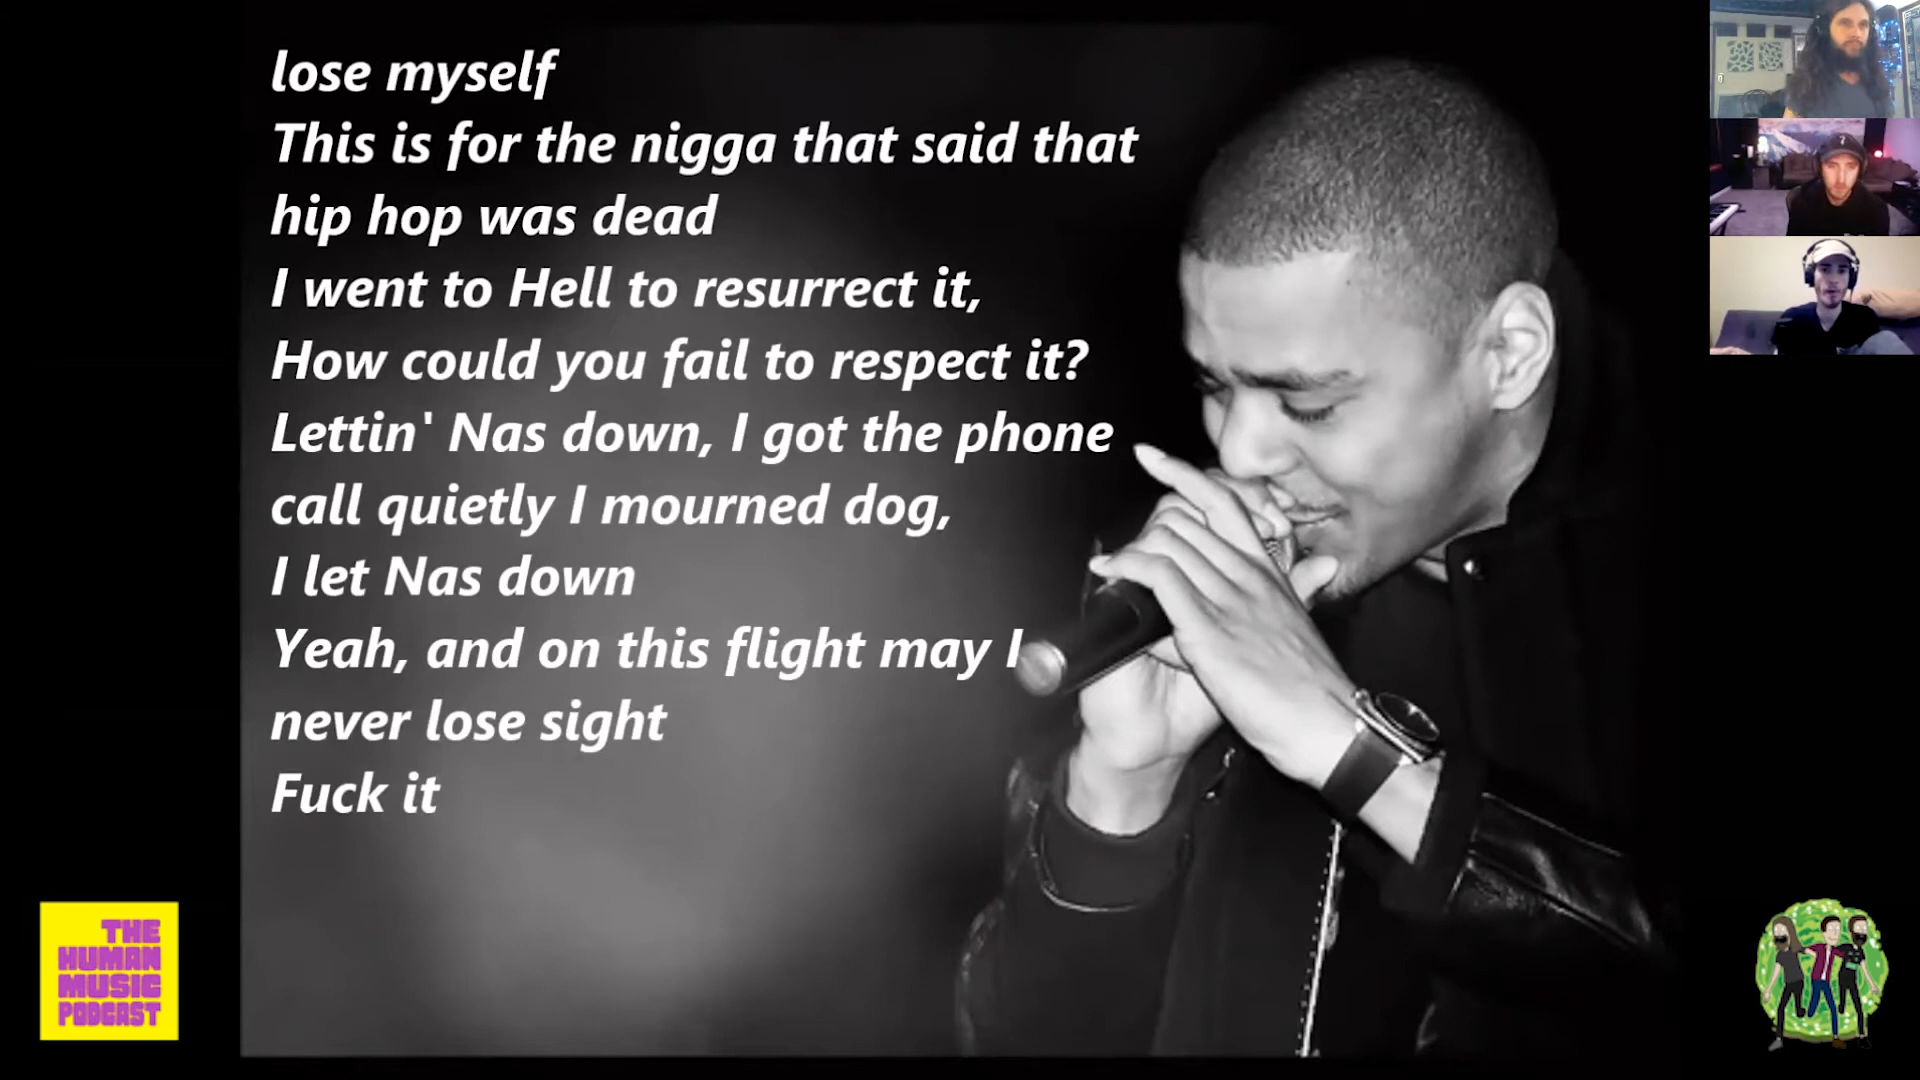 lose myself
This is for the nigga that said that
hip hop was dead
I went to Hell to resurrect it,
How could you fail to respect it?
Lettin' Nas down, I got the phone
call quietly I mourned dog,
I let Nas down
Yeah, and on this flight may I
never lose sight
Fuck it
THE
HUMAN
MUSIC
PODCAST